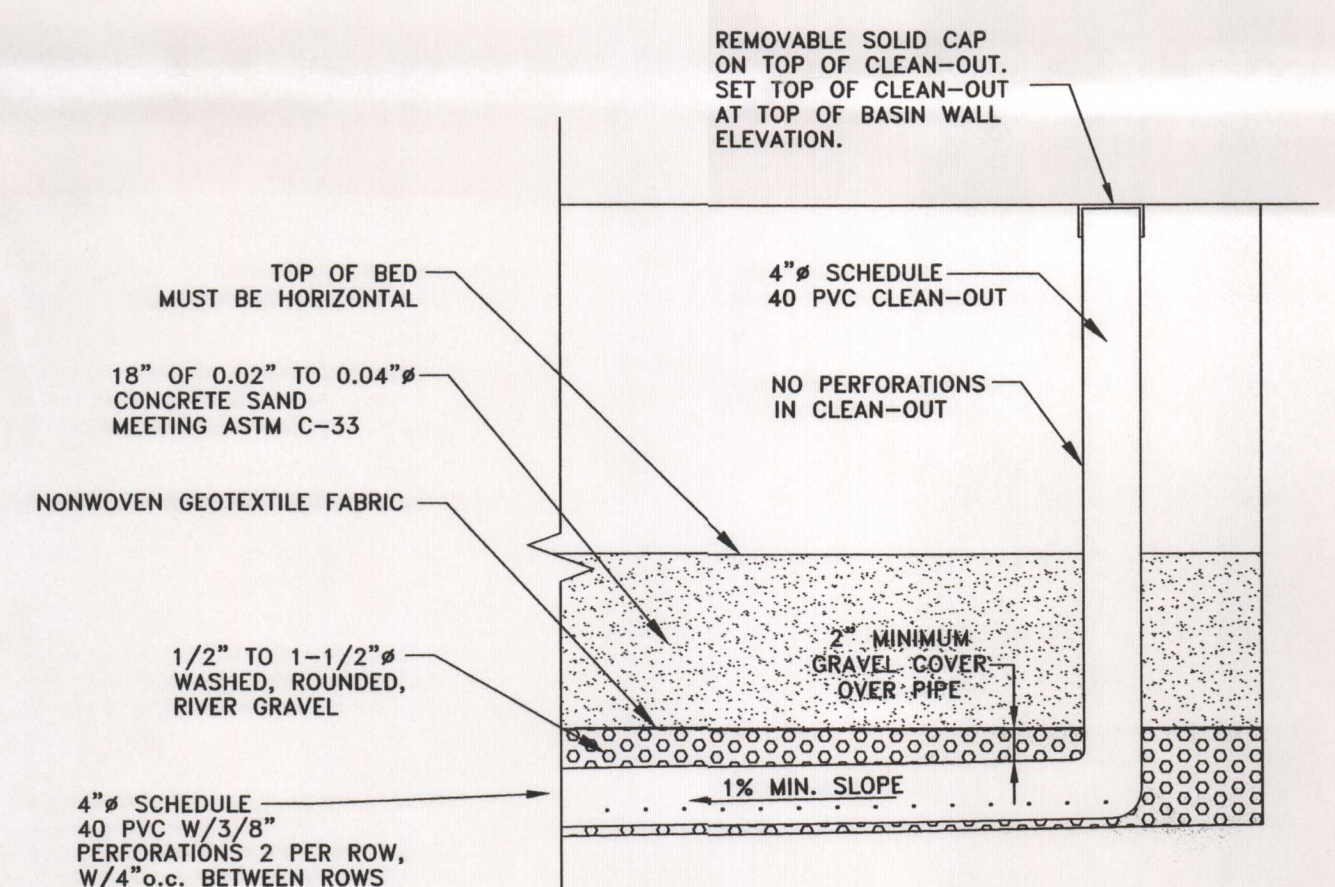 REMOVABLE SOLID CAP
ON TOP OF CLEAN-OUT.
SET TOP OF CLEAN-OUT
AT TOP OF BASIN WALL
ELEVATION.
TOP OF BED
MUST BE HORIZONTAL
4"ø SCHEDULE
40 PVC CLEAN-OUT
18" OF 0.02" TO 0.04"ø
CONCRETE SAND
MEETING ASTM C-33
NO PERFORATIONS
IN CLEAN-OUT
NONWOVEN GEOTEXTILE FABRIC
1/2" TO 1-1/2"ø
WASHED, ROUNDED,
RIVER GRAVEL
2" MINIMUM
GRAVEL COVER
OVER PIPE
1% MIN. SLOPE
4"ø SCHEDULE
40 PVC W/3/8"
PERFORATIONS 2 PER ROW,
W/4"o.c. BETWEEN ROWS